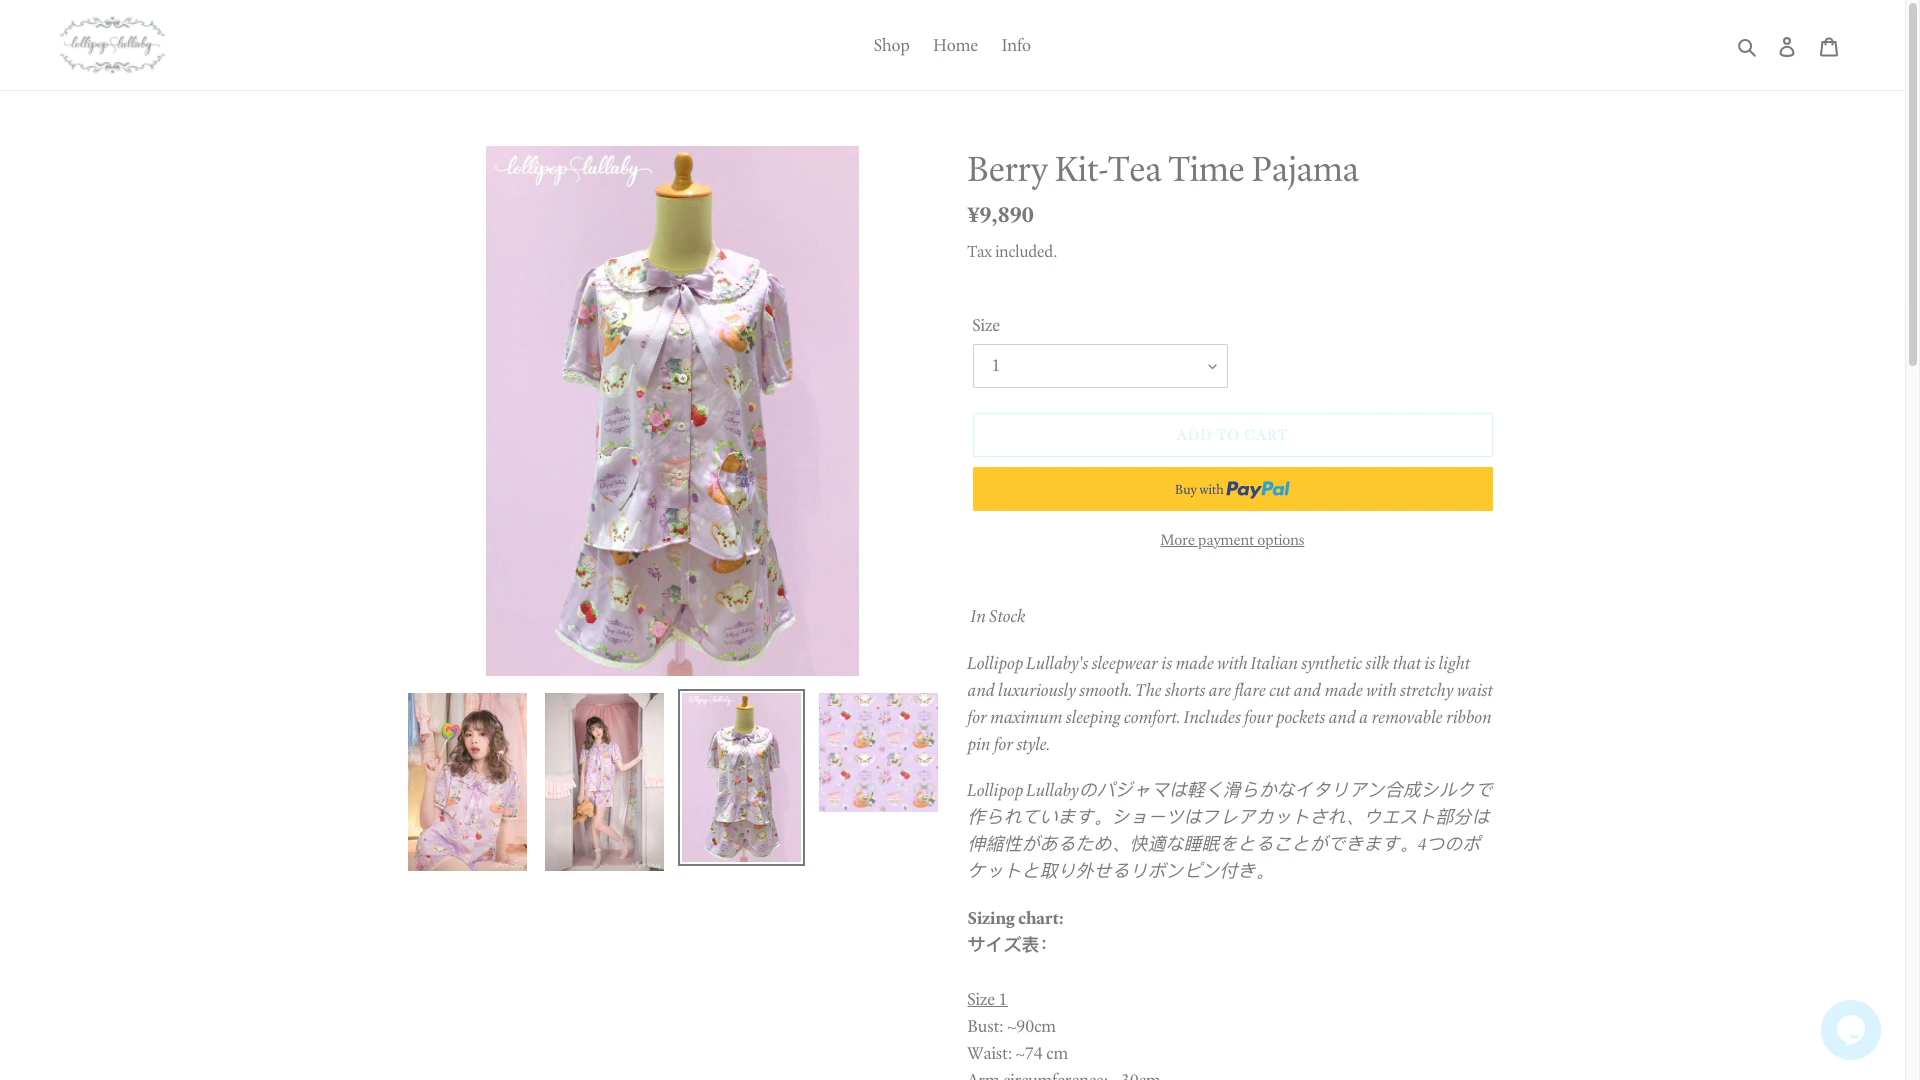 lollipop lullaby
Shop
Home
Info
lollipop lullaby
Berry Kit-Tea Time Pajama
¥9,890
Tax included.
Size
1
ADD TO CART
Buy with PayPal
More payment options
In Stock
Lollipop Lullaby's sleepwear is made with Italian synthetic silk that is light
and luxuriously smooth. The shorts are flare cut and made with stretchy waist
for maximum sleeping comfort. Includes four pockets and a removable ribbon
pin for style.
Lollipop Lullabyのパジャマは軽く滑らかなイタリアン合成シルクで
作られています。ショーツはフレアカットされ、ウエスト部分は
伸縮性があるため、快適な睡眠をとることができます。4つのポ
ケットと取り外せるリボンピン付き。
Sizing chart:
サイズ表：
Size 1
Bust: ~90cm
Waist: ~74 cm
Arm circumference: ~30cm